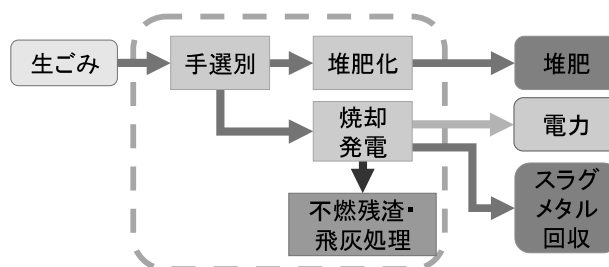 生ごみ
手選別
堆肥化
堆肥
焼却
発電
電力
不燃残渣・
飛灰処理
スラグ
メタル
回収